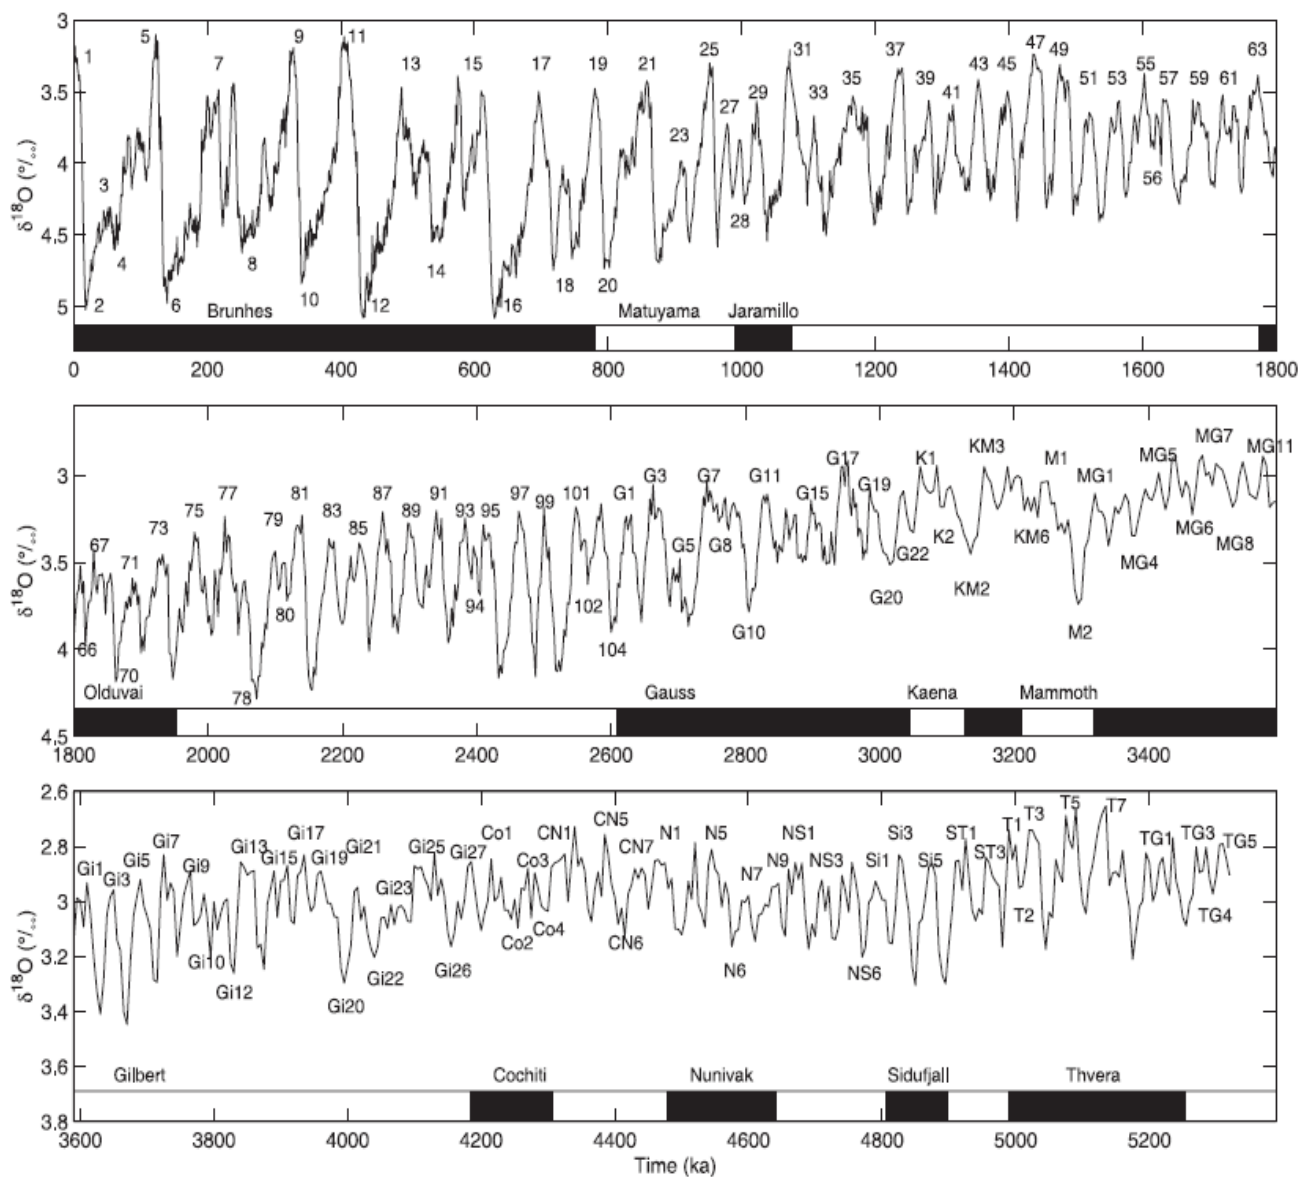 3
3.5
4
4.5
5
δ18O (°/₀₀)
1 5 7 9 11 13 15 17 19 21 25 31 37 43 45 47 49 55 63
3 23 27 29 33 35 39 41 51 53 57 59 61
4 8 14 18 20 28 56
2 6 10 12 16
Brunhes Matuyama Jaramillo
0 200 400 600 800 1000 1200 1400 1600 1800
3
3.5
4
4.5
δ18O (°/₀₀)
67 73 75 77 79 81 83 85 87 89 91 93 95 97 99 101 G1 G3 G7 G11 G15 G17 G19 K1 KM3 M1 MG1 MG5 MG7 MG11
66 70 71 78 80 94 102 104 G5 G8 G10 G20 G22 K2 KM2 KM6 M2 MG4 MG6 MG8
Olduvai Gauss Kaena Mammoth
1800 2000 2200 2400 2600 2800 3000 3200 3400
2.6
2.8
3.0
3.2
3.4
3.6
3.8
δ18O (°/₀₀)
Gi1 Gi3 Gi5 Gi7 Gi9 Gi13 Gi15 Gi17 Gi19 Gi21 Gi23 Gi25 Gi27 Co1 Co3 CN1 CN5 CN7 N1 N5 N7 N9 NS1 NS3 Si1 Si3 Si5 ST1 ST3 T1 T3 T5 T7 TG1 TG3 TG5
Gi10 Gi12 Gi20 Gi22 Gi26 Co2 Co4 CN6 N6 NS6 T2 TG4
Gilbert Cochiti Nunivak Sidufjall Thvera
3600 3800 4000 4200 4400 4600 4800 5000 5200
Time (ka)